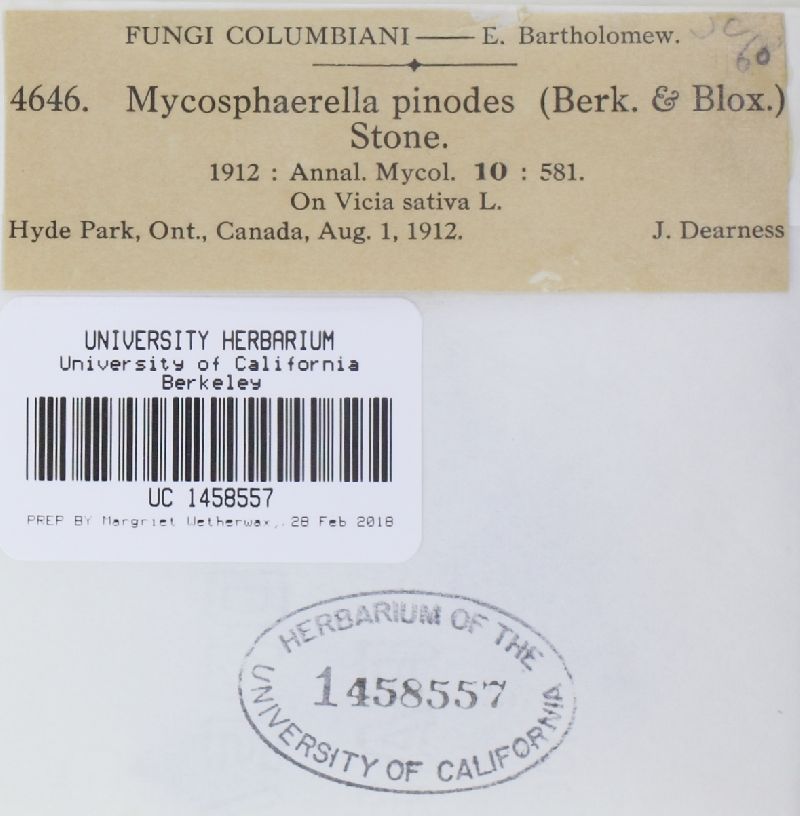 FUNGI COLUMBIANI — E. Bartholomew.
UC
60
4646. Mycosphaerella pinodes (Berk. & Blox.)
Stone.
1912 : Annal. Mycol. 10 : 581.
On Vicia sativa L.
Hyde Park, Ont., Canada, Aug. 1, 1912. J. Dearness
UNIVERSITY HERBARIUM
University of California
Berkeley
UC 1458557
PREP BY Margriet Wetherwax, 28 Feb 2018
HERBARIUM OF THE
1458557
UNIVERSITY OF CALIFORNIA